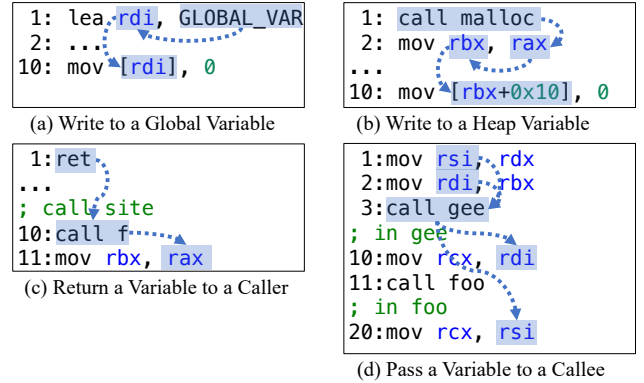 1: lea rdi, GLOBAL_VAR
2: ...
10: mov [rdi], 0
(a) Write to a Global Variable
1: call malloc
2: mov rbx, rax
...
10: mov [rbx+0x10], 0
(b) Write to a Heap Variable
1:ret
...
; call site
10:call f
11:mov rbx, rax
(c) Return a Variable to a Caller
1:mov rsi, rdx
2:mov rdi, rbx
3:call gee
; in gee
10:mov rcx, rdi
11:call foo
; in foo
20:mov rcx, rsi
(d) Pass a Variable to a Callee